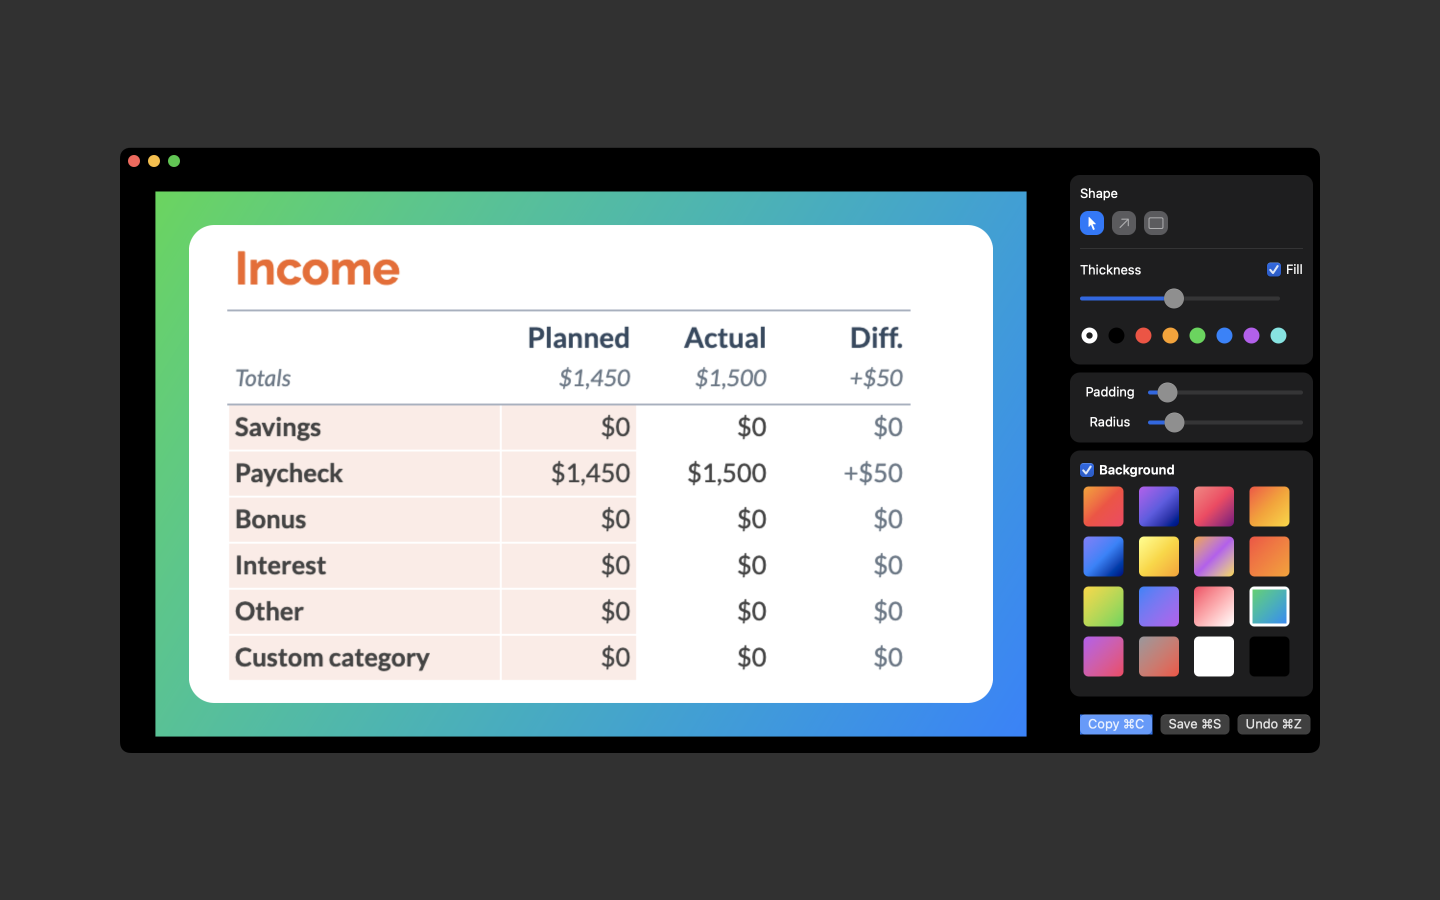 Income
Planned Actual Diff.
Totals $1,450 $1,500 +$50
Savings $0 $0 $0
Paycheck $1,450 $1,500 +$50
Bonus $0 $0 $0
Interest $0 $0 $0
Other $0 $0 $0
Custom category $0 $0 $0
Shape
Thickness Fill
Padding
Radius
Background
Copy ⌘C Save ⌘S Undo ⌘Z